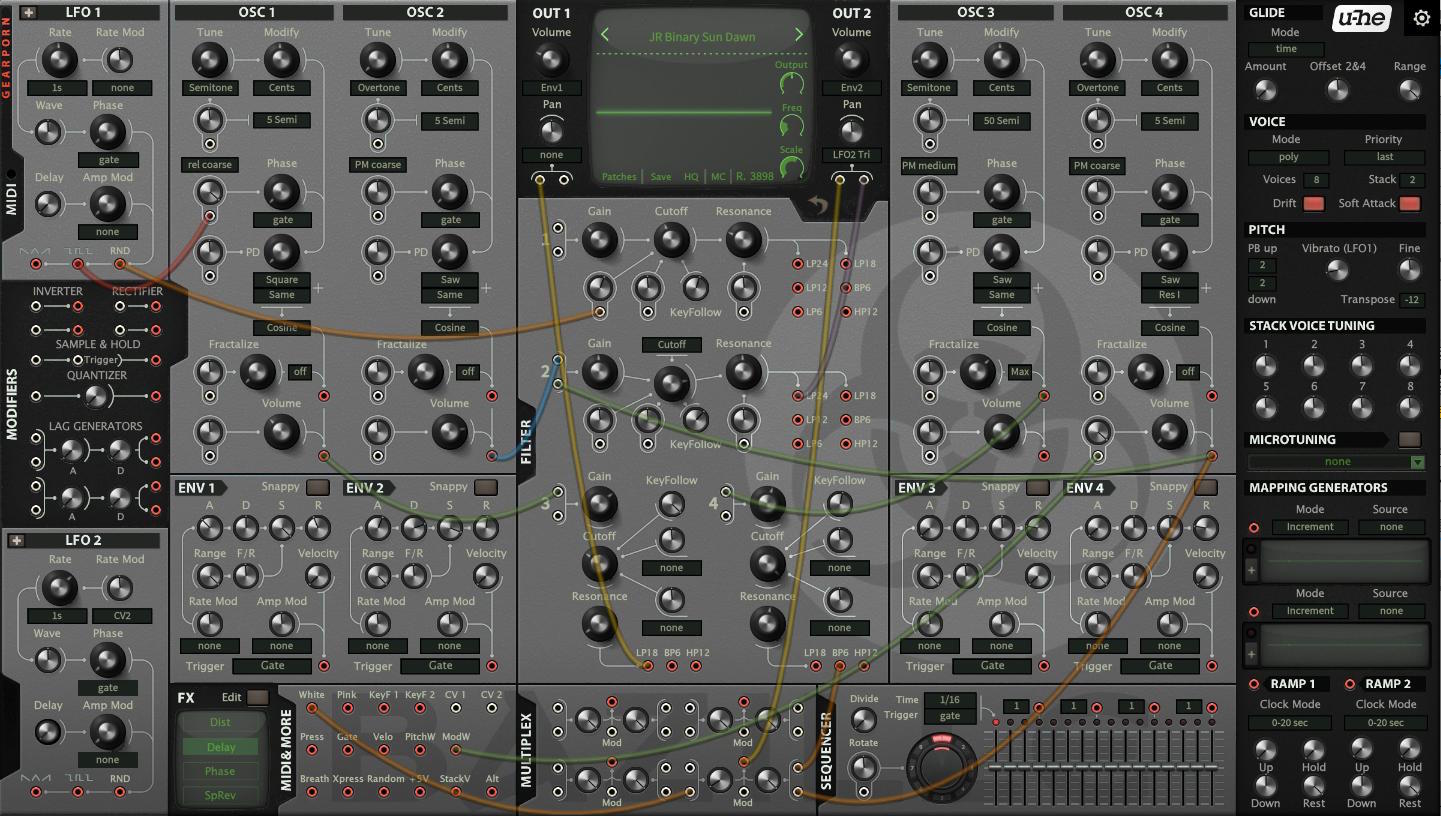 GEARPORN
LFO 1
Rate
Rate Mod
1s
none
Wave
Phase
gate
Delay
Amp Mod
none
RND
MIDI
INVERTER
RECTIFIER
SAMPLE & HOLD
Trigger
QUANTIZER
LAG GENERATORS
A
D
A
D
MODIFIERS
LFO 2
Rate
Rate Mod
1s
CV2
Wave
Phase
gate
Delay
Amp Mod
none
RND
OSC 1
Tune
Modify
Semitone
Cents
5 Semi
rel coarse
Phase
gate
PD
Square
Same
Cosine
Fractalize
off
Volume
OSC 2
Tune
Modify
Overtone
Cents
5 Semi
PM coarse
Phase
gate
PD
Saw
Same
Cosine
Fractalize
off
Volume
OUT 1
Volume
Env1
Pan
none
JR Binary Sun Dawn
Output
Freq
Scale
Patches
Save
HQ
MC
R. 3898
OUT 2
Volume
Env2
Pan
LFO2 Tri
OSC 3
Tune
Modify
Semitone
Cents
50 Semi
PM medium
Phase
gate
PD
Saw
Same
Cosine
Fractalize
Max
Volume
OSC 4
Tune
Modify
Overtone
Cents
5 Semi
PM coarse
Phase
gate
PD
Saw
Res I
Cosine
Fractalize
off
Volume
FILTER
Gain
Cutoff
Resonance
KeyFollow
LP24
LP18
LP12
BP6
LP6
HP12
2
Gain
Cutoff
Resonance
KeyFollow
LP24
LP18
LP12
BP6
LP6
HP12
3
Gain
KeyFollow
Cutoff
none
Resonance
none
LP18
BP6
HP12
4
Gain
KeyFollow
Cutoff
none
Resonance
none
LP18
BP6
HP12
ENV 1
Snappy
A
D
S
R
Range
F/R
Velocity
Rate Mod
Amp Mod
none
none
Trigger
Gate
ENV 2
Snappy
A
D
S
R
Range
F/R
Velocity
Rate Mod
Amp Mod
none
none
Trigger
Gate
ENV 3
Snappy
A
D
S
R
Range
F/R
Velocity
Rate Mod
Amp Mod
none
none
Trigger
Gate
ENV 4
Snappy
A
D
S
R
Range
F/R
Velocity
Rate Mod
Amp Mod
none
none
Trigger
Gate
FX
Edit
Dist
Delay
Phase
SpRev
MIDI&MORE
White
Pink
KeyF 1
KeyF 2
CV 1
CV 2
Press
Gate
Velo
PitchW
ModW
Breath
Xpress
Random
+5V
StackV
Alt
MULTIPLEX
Mod
Mod
Mod
Mod
SEQUENCER
Divide
Time
1/16
Trigger
gate
Rotate
1
1
1
1
GLIDE
u-he
Mode
time
Amount
Offset 2&4
Range
VOICE
Mode
Priority
poly
last
Voices
8
Stack
2
Drift
Soft Attack
PITCH
PB up
Vibrato (LFO1)
Fine
2
2
down
Transpose
-12
STACK VOICE TUNING
1
2
3
4
5
6
7
8
MICROTUNING
none
MAPPING GENERATORS
Mode
Source
Increment
none
Mode
Source
Increment
none
RAMP 1
RAMP 2
Clock Mode
Clock Mode
0-20 sec
0-20 sec
Up
Hold
Up
Hold
Down
Rest
Down
Rest